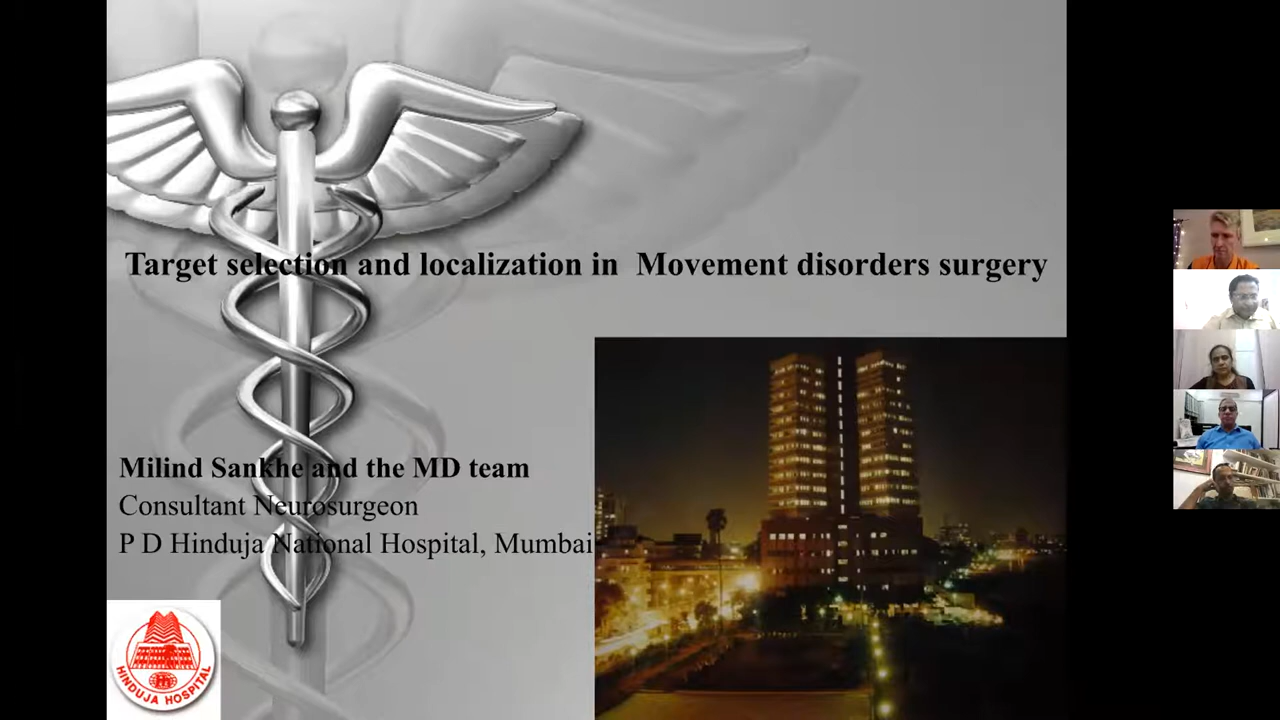 Target selection and localization in Movement disorders surgery
Milind Sankhe and the MD team
Consultant Neurosurgeon
P D Hinduja National Hospital, Mumbai
HINDUJA HOSPITAL